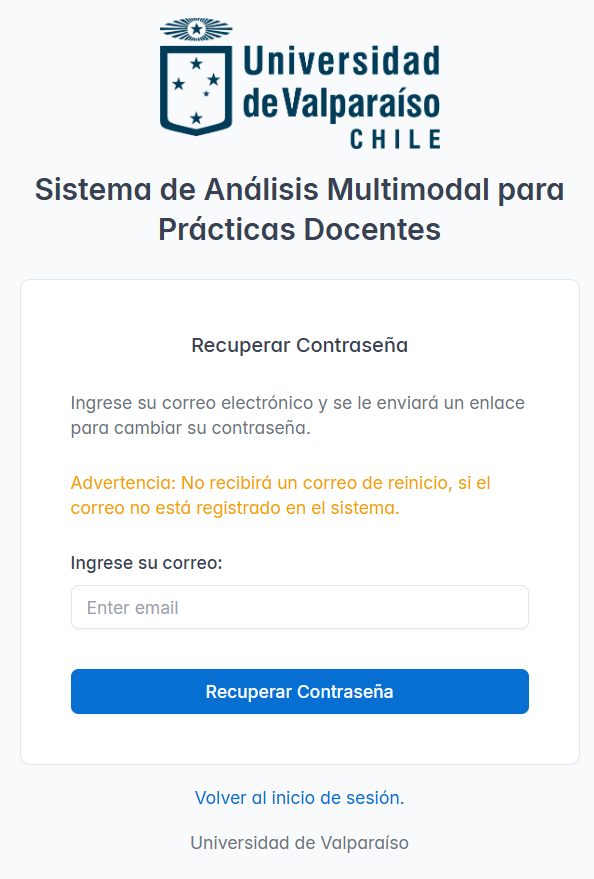 Universidad
de Valparaíso
CHILE
Sistema de Análisis Multimodal para
Prácticas Docentes
Recuperar Contraseña
Ingrese su correo electrónico y se le enviará un enlace
para cambiar su contraseña.
Advertencia: No recibirá un correo de reinicio, si el
correo no está registrado en el sistema.
Ingrese su correo:
Enter email
Recuperar Contraseña
Volver al inicio de sesión.
Universidad de Valparaíso